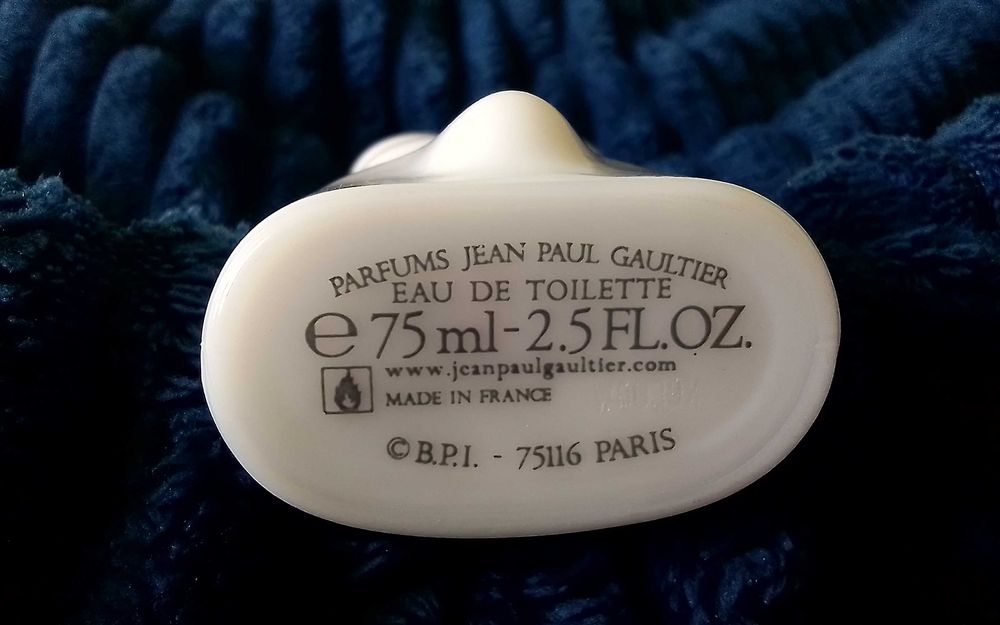 PARFUMS JEAN PAUL GAULTIER
EAU DE TOILETTE
℮ 75 ml - 2.5 FL.OZ.
www.jeanpaulgaultier.com
MADE IN FRANCE
© B.P.I. - 75116 PARIS